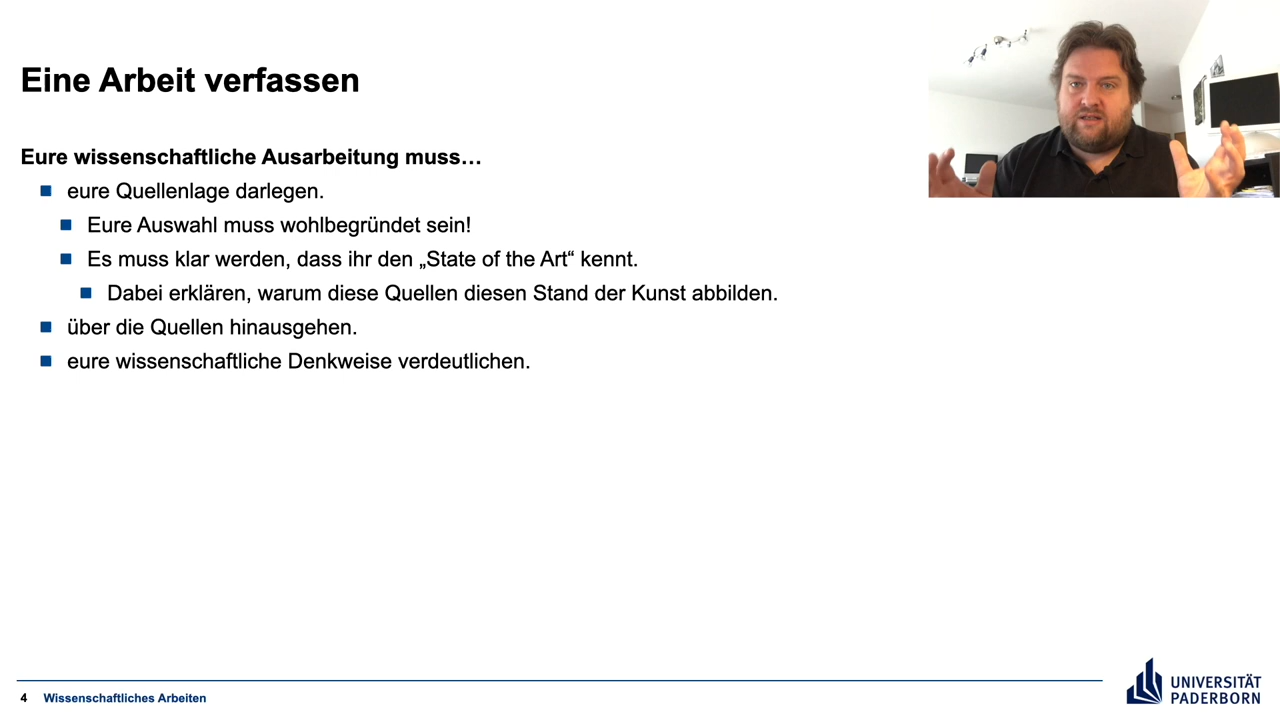 Eine Arbeit verfassen
Eure wissenschaftliche Ausarbeitung muss…
eure Quellenlage darlegen.
Eure Auswahl muss wohlbegründet sein!
Es muss klar werden, dass ihr den „State of the Art“ kennt.
Dabei erklären, warum diese Quellen diesen Stand der Kunst abbilden.
über die Quellen hinausgehen.
eure wissenschaftliche Denkweise verdeutlichen.
4 Wissenschaftliches Arbeiten
UNIVERSITÄT
PADERBORN